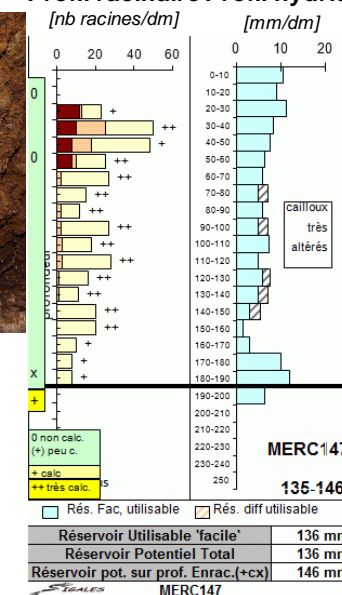 [nb racines/dm] [mm/dm]
0 20 40 60
0 10 20
0
0
x
+
+
++
+
++
++
++
++
++
++
++
++
++
++
++
+
+
+
0-10
10-20
20-30
30-40
40-50
50-60
60-70
70-80
80-90
90-100
100-110
110-120
120-130
130-140
140-150
150-160
160-170
170-180
180-190
190-200
200-210
210-220
220-230
230-240
250
cailloux
très
altérés
MERC147
135-146
0 non calc.
(+) peu c.
+ calc
++ très calc.
Rés. Fac, utilisable Rés. diff utilisable
Réservoir Utilisable 'facile' 136 mm
Réservoir Potentiel Total 136 mm
Réservoir pot. sur prof. Enrac.(+cx) 146 mm
SIGALES MERC147